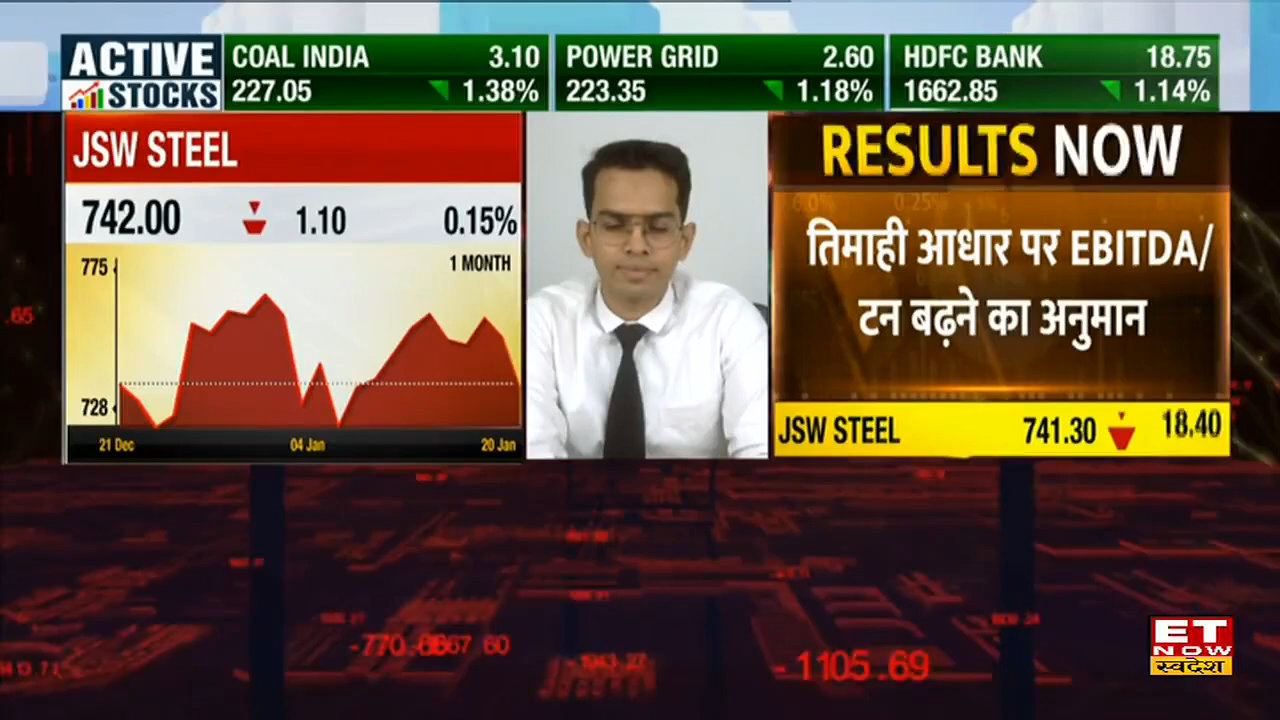 ACTIVE STOCKS
COAL INDIA 3.10
227.05 1.38%
POWER GRID 2.60
223.35 1.18%
HDFC BANK 18.75
1662.85 1.14%
JSW STEEL
742.00 1.10 0.15%
1 MONTH
775
728
21 Dec 04 Jan 20 Jan
RESULTS NOW
तिमाही आधार पर EBITDA/
टन बढ़ने का अनुमान
JSW STEEL 741.30 18.40
.65
60
- 1105.69
ET
NOW
स्वदेश